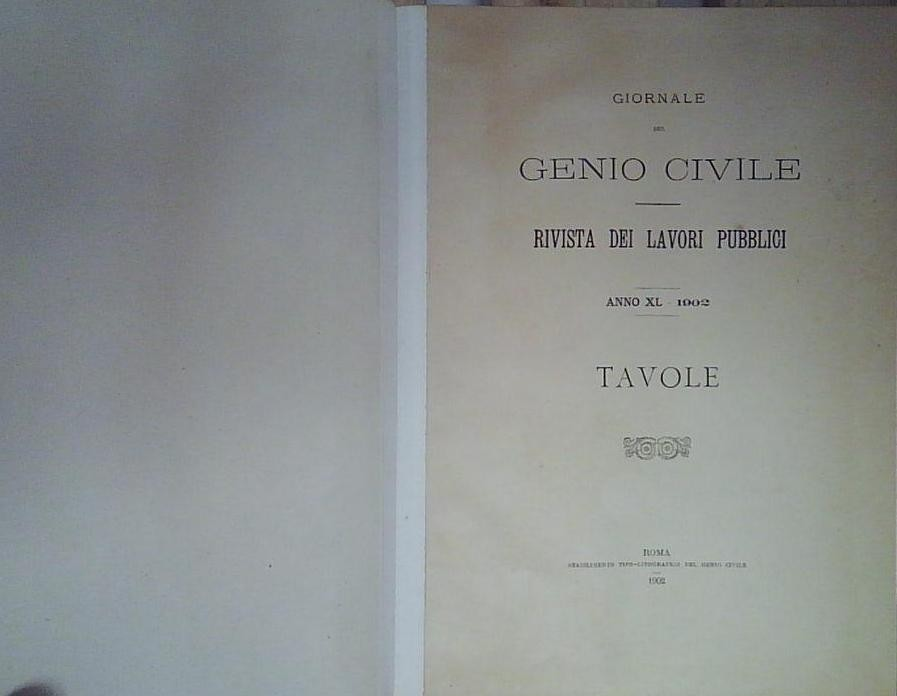 GIORNALE
DEL
GENIO CIVILE
RIVISTA DEI LAVORI PUBBLICI
ANNO XL - 1902
TAVOLE
ROMA
STABILIMENTO TIPO-LITOGRAFICO DEL GENIO CIVILE
1902